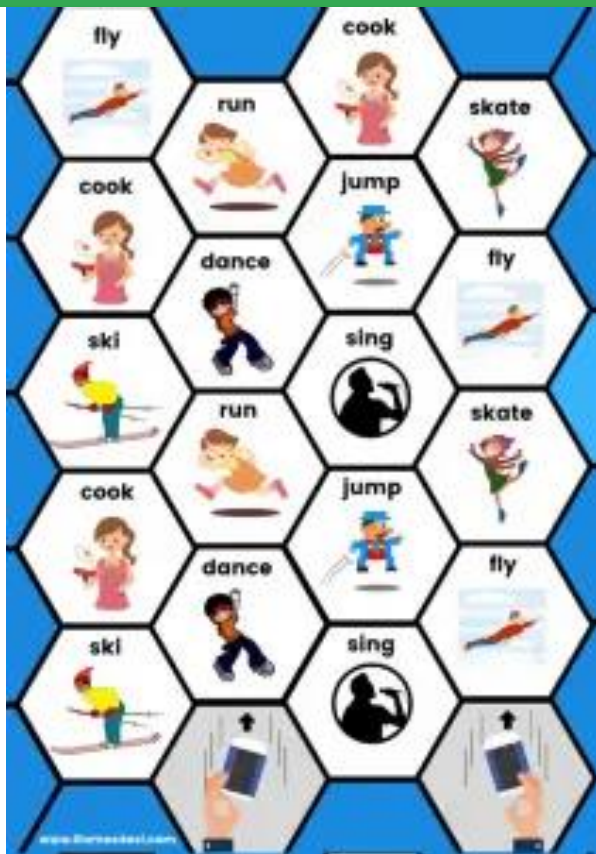 fly
cook
run
skate
cook
jump
dance
fly
ski
sing
run
skate
cook
jump
dance
fly
ski
sing